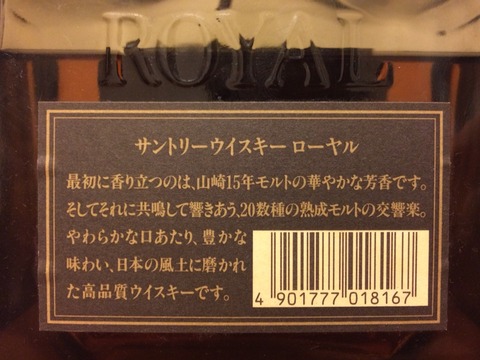 ROYAL
サントリーウイスキー ローヤル
最初に香り立つのは、山崎15年モルトの華やかな芳香です。
そしてそれに共鳴して響きあう、20数種の熟成モルトの交響楽。
やわらかな口あたり、豊かな
味わい、日本の風土に磨かれ
た高品質ウイスキーです。
4 901777 018167